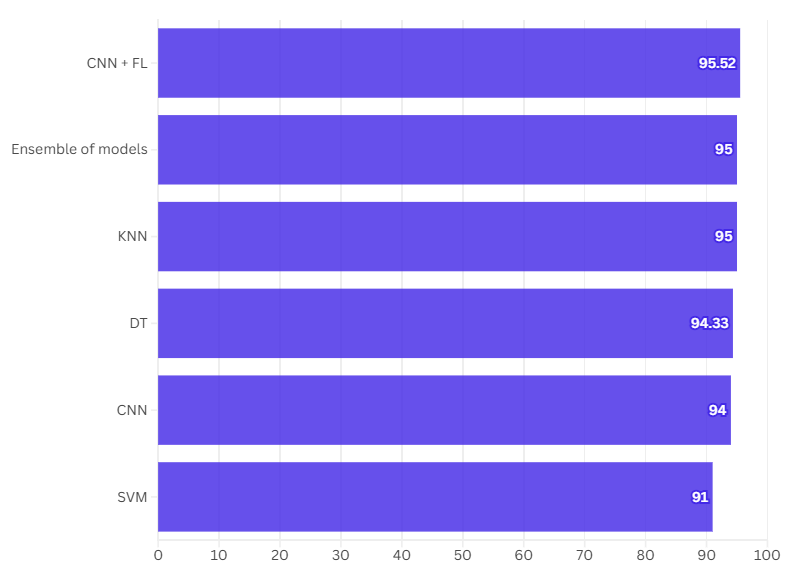 CNN + FL 95.52
Ensemble of models 95
KNN 95
DT 94.33
CNN 94
SVM 91
0 10 20 30 40 50 60 70 80 90 100